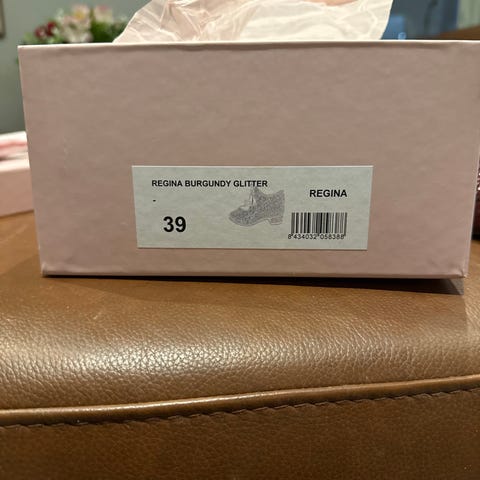 REGINA BURGUNDY GLITTER
REGINA
-
39
8 434032 058388